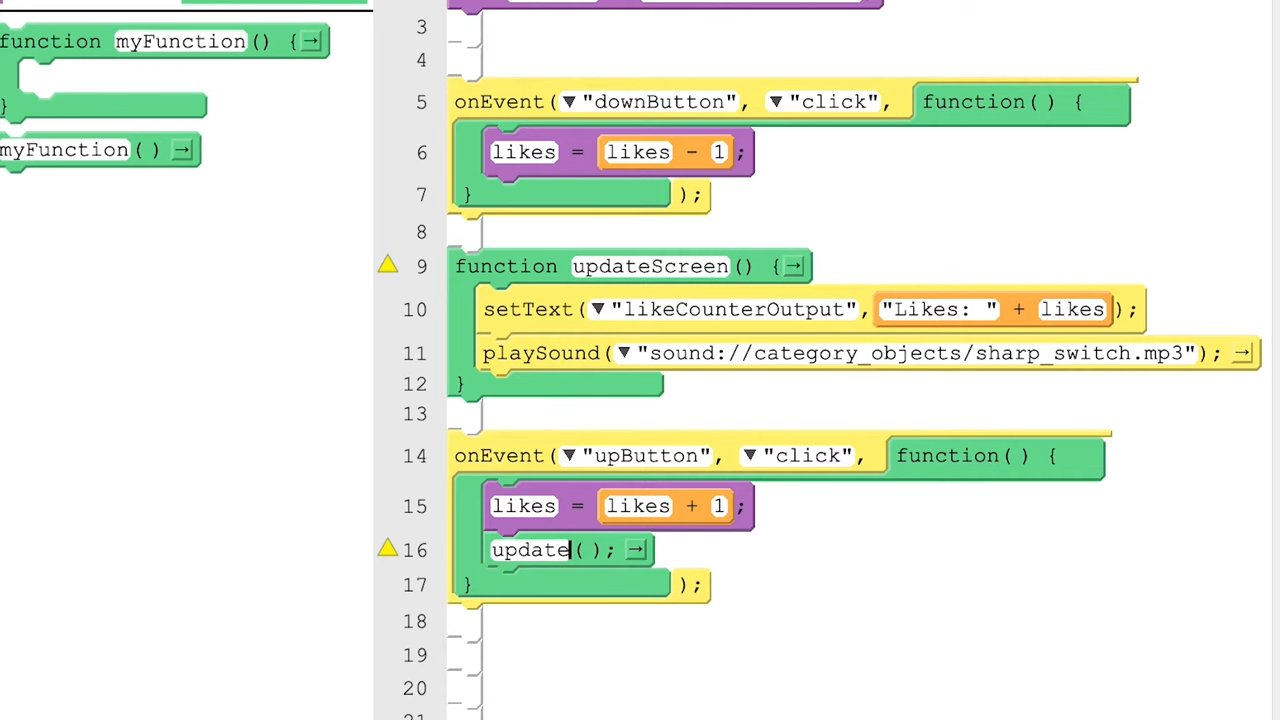 function myFunction() {→
}
myFunction() →
3
4
5 onEvent(▼"downButton", ▼"click", function() {
6 likes = likes - 1;
7 } );
8
9 function updateScreen() {→
10 setText(▼"likeCounterOutput", "Likes: " + likes);
11 playSound(▼"sound://category_objects/sharp_switch.mp3"); →
12 }
13
14 onEvent(▼"upButton", ▼"click", function() {
15 likes = likes + 1;
16 update(); →
17 } );
18
19
20